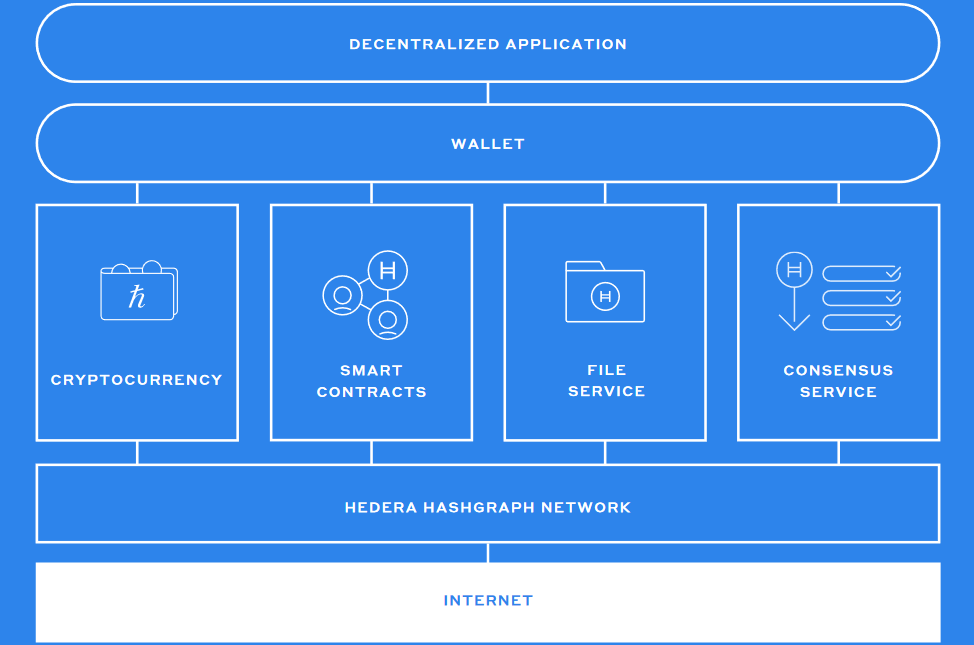 DECENTRALIZED APPLICATION
WALLET
ħ
CRYPTOCURRENCY
SMART
CONTRACTS
FILE
SERVICE
CONSENSUS
SERVICE
HEDERA HASHGRAPH NETWORK
INTERNET